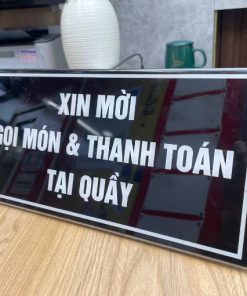 XIN MỜI
GỌI MÓN & THANH TOÁN
TẠI QUẦY